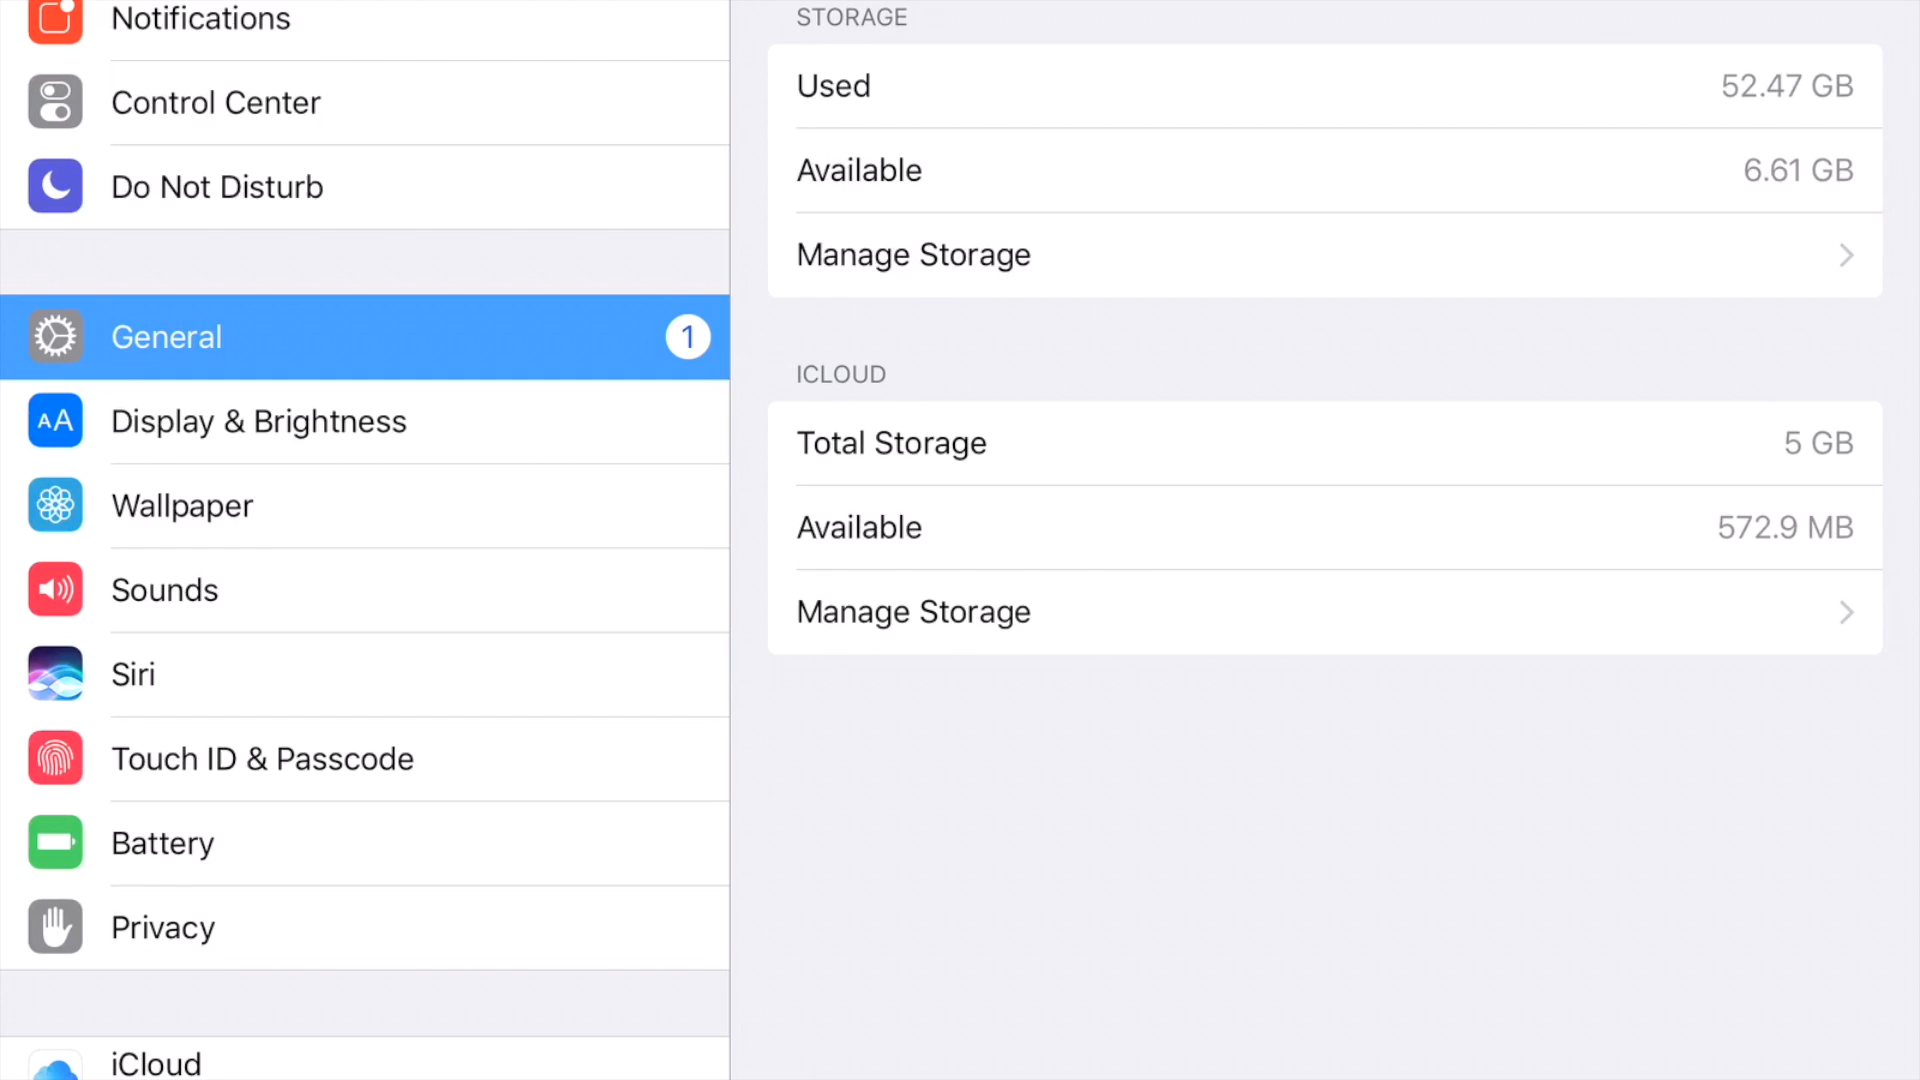 Notifications
Control Center
Do Not Disturb
General 1
AA Display & Brightness
Wallpaper
Sounds
Siri
Touch ID & Passcode
Battery
Privacy
iCloud
STORAGE
Used 52.47 GB
Available 6.61 GB
Manage Storage
ICLOUD
Total Storage 5 GB
Available 572.9 MB
Manage Storage